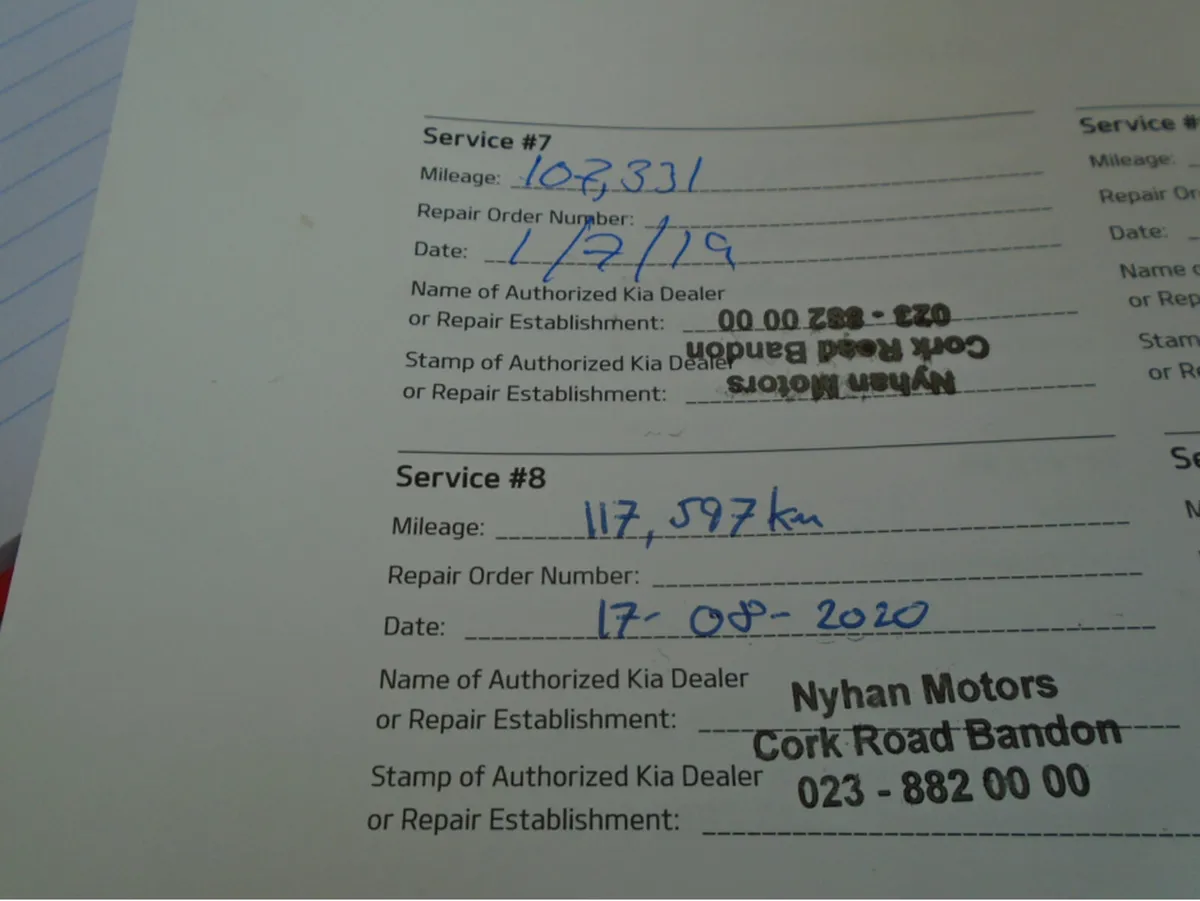 Service #7
Mileage: 107,331
Repair Order Number:
Date: 1/7/19
Name of Authorized Kia Dealer
or Repair Establishment:
Stamp of Authorized Kia Dealer
or Repair Establishment:
Nyhan Motors
Cork Road Bandon
023 - 882 00 00
Service #8
Mileage: 117,597km
Repair Order Number:
Date: 17-08-2020
Name of Authorized Kia Dealer
or Repair Establishment:
Stamp of Authorized Kia Dealer
or Repair Establishment:
Nyhan Motors
Cork Road Bandon
023 - 882 00 00
Service #
Mileage:
Repair Or
Date:
Name o
or Rep
Stam
or Re
Se
M